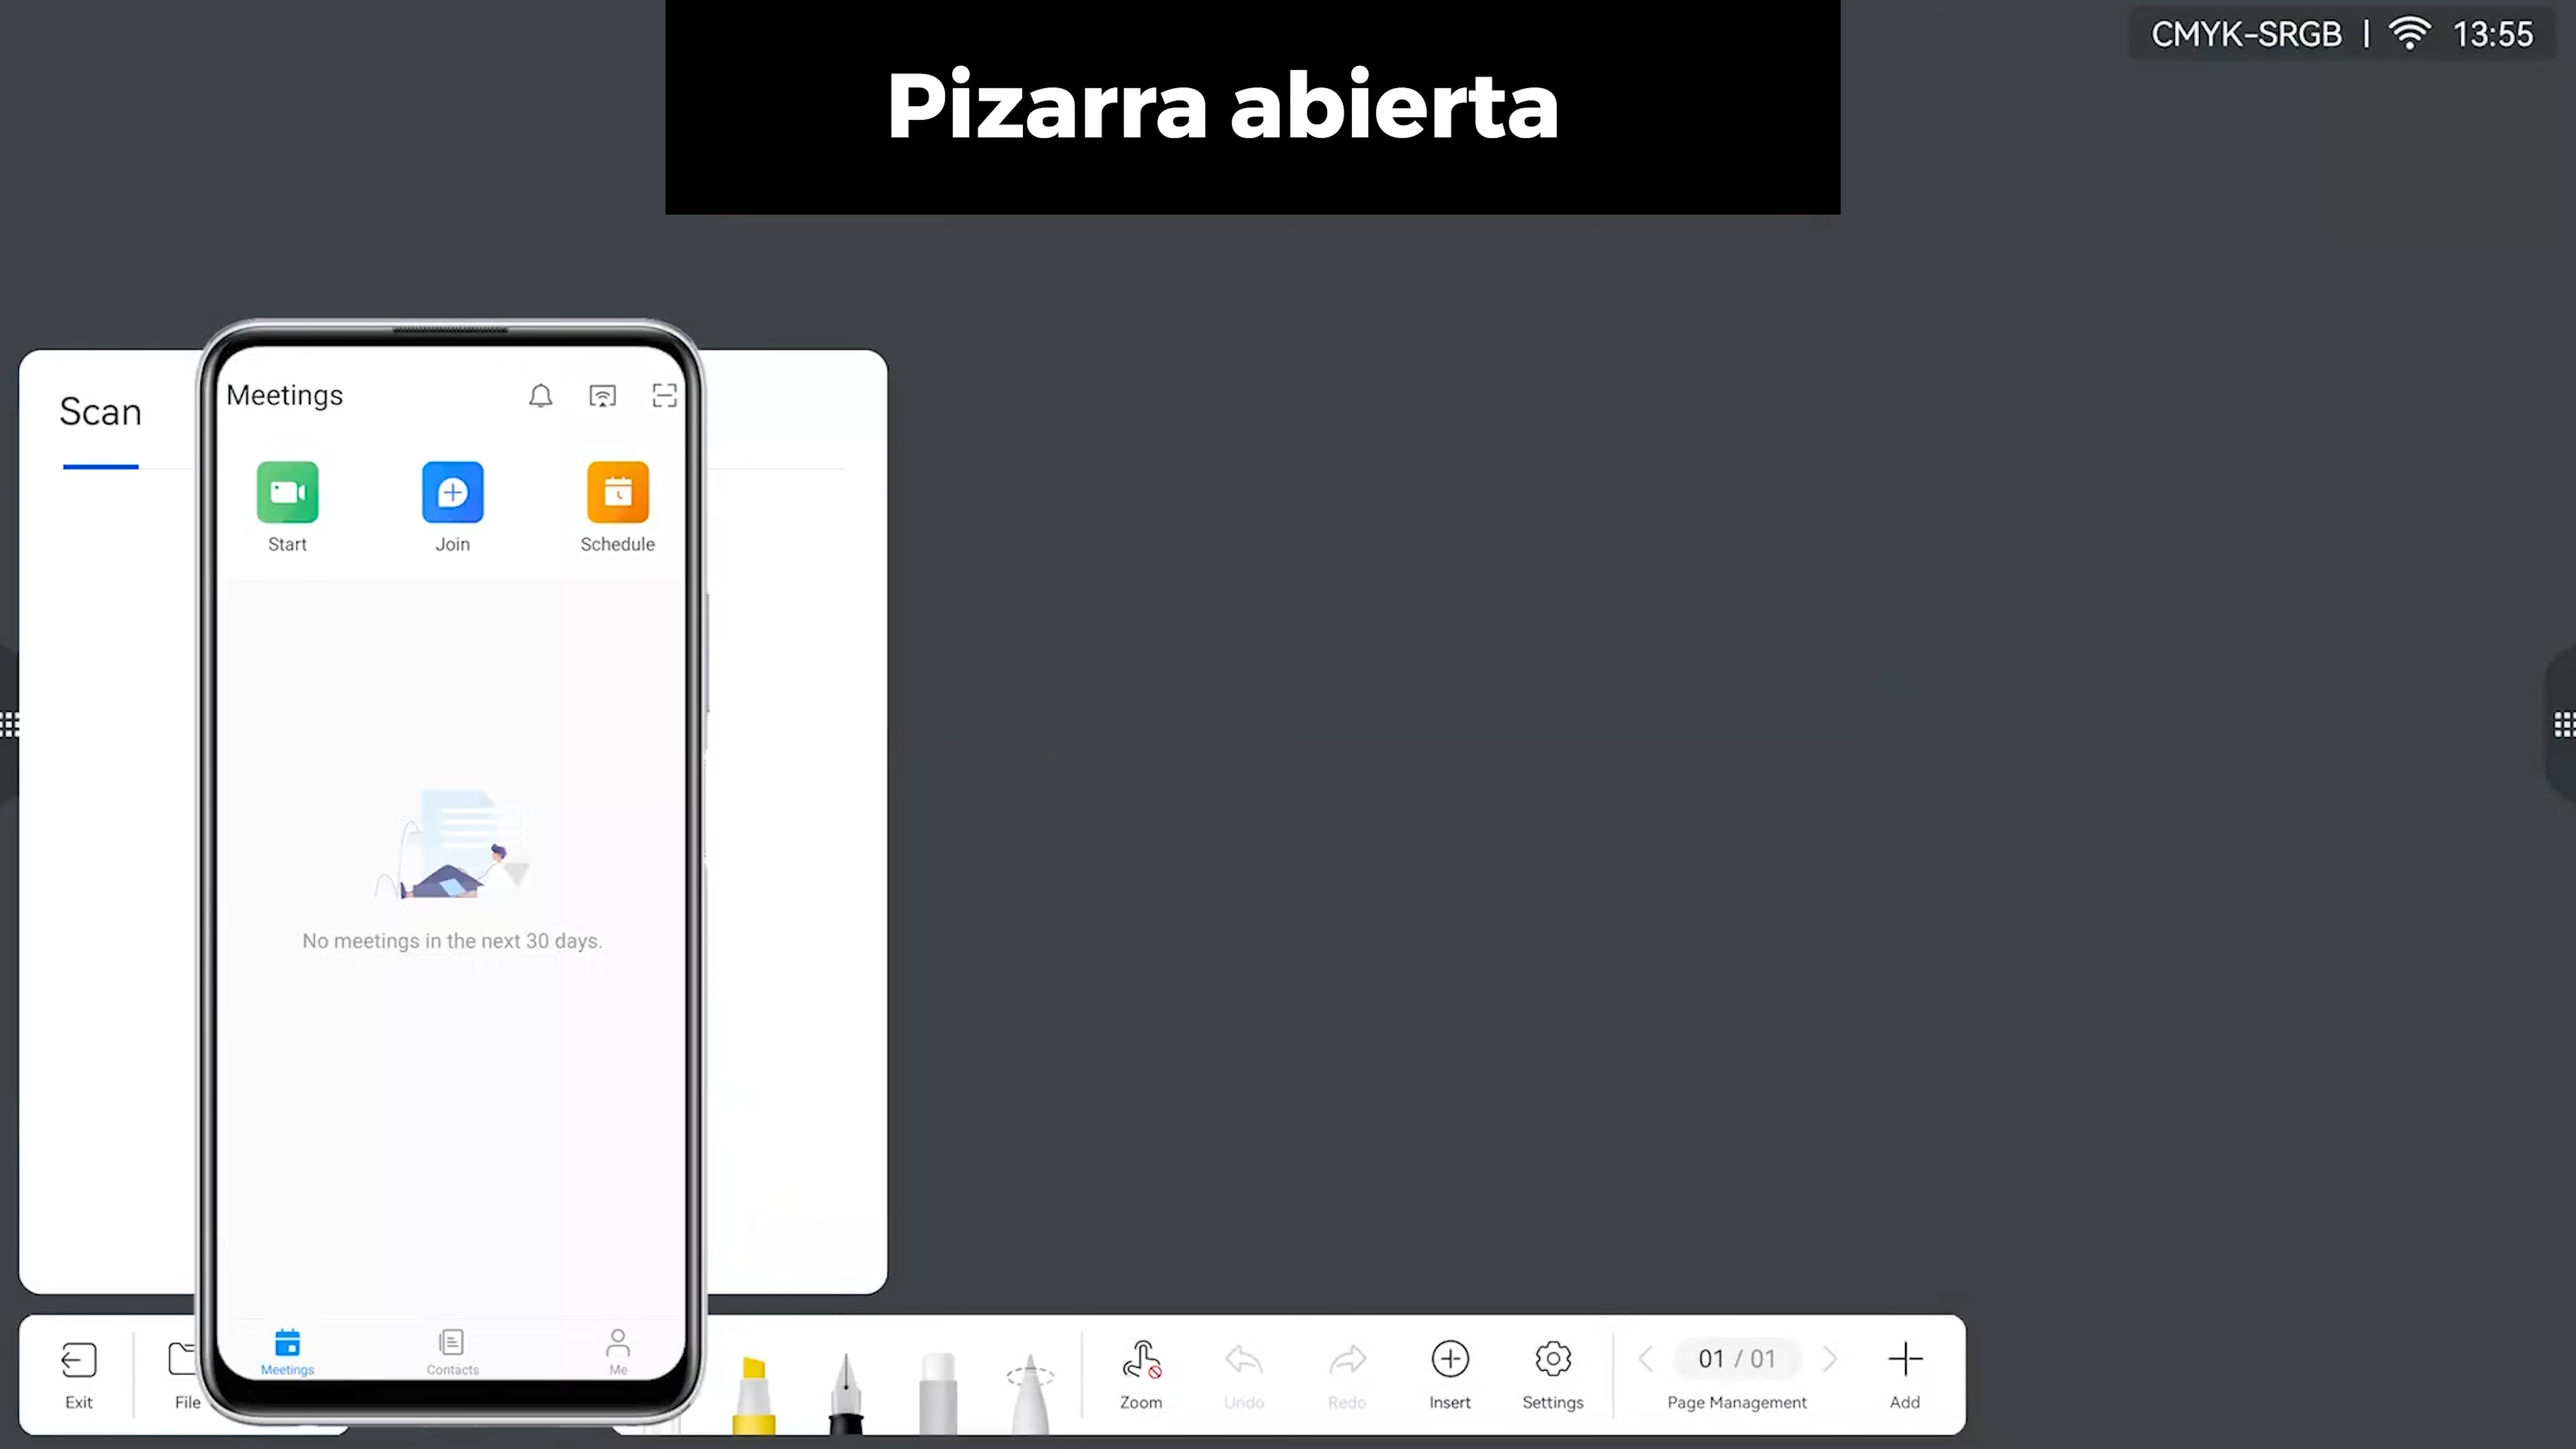 Pizarra abierta
CMYK-SRGB | 13:55
Scan
Meetings
Start
Join
Schedule
No meetings in the next 30 days.
Meetings
Contacts
Me
Exit
File
Zoom
Undo
Redo
Insert
Settings
01 / 01
Page Management
Add